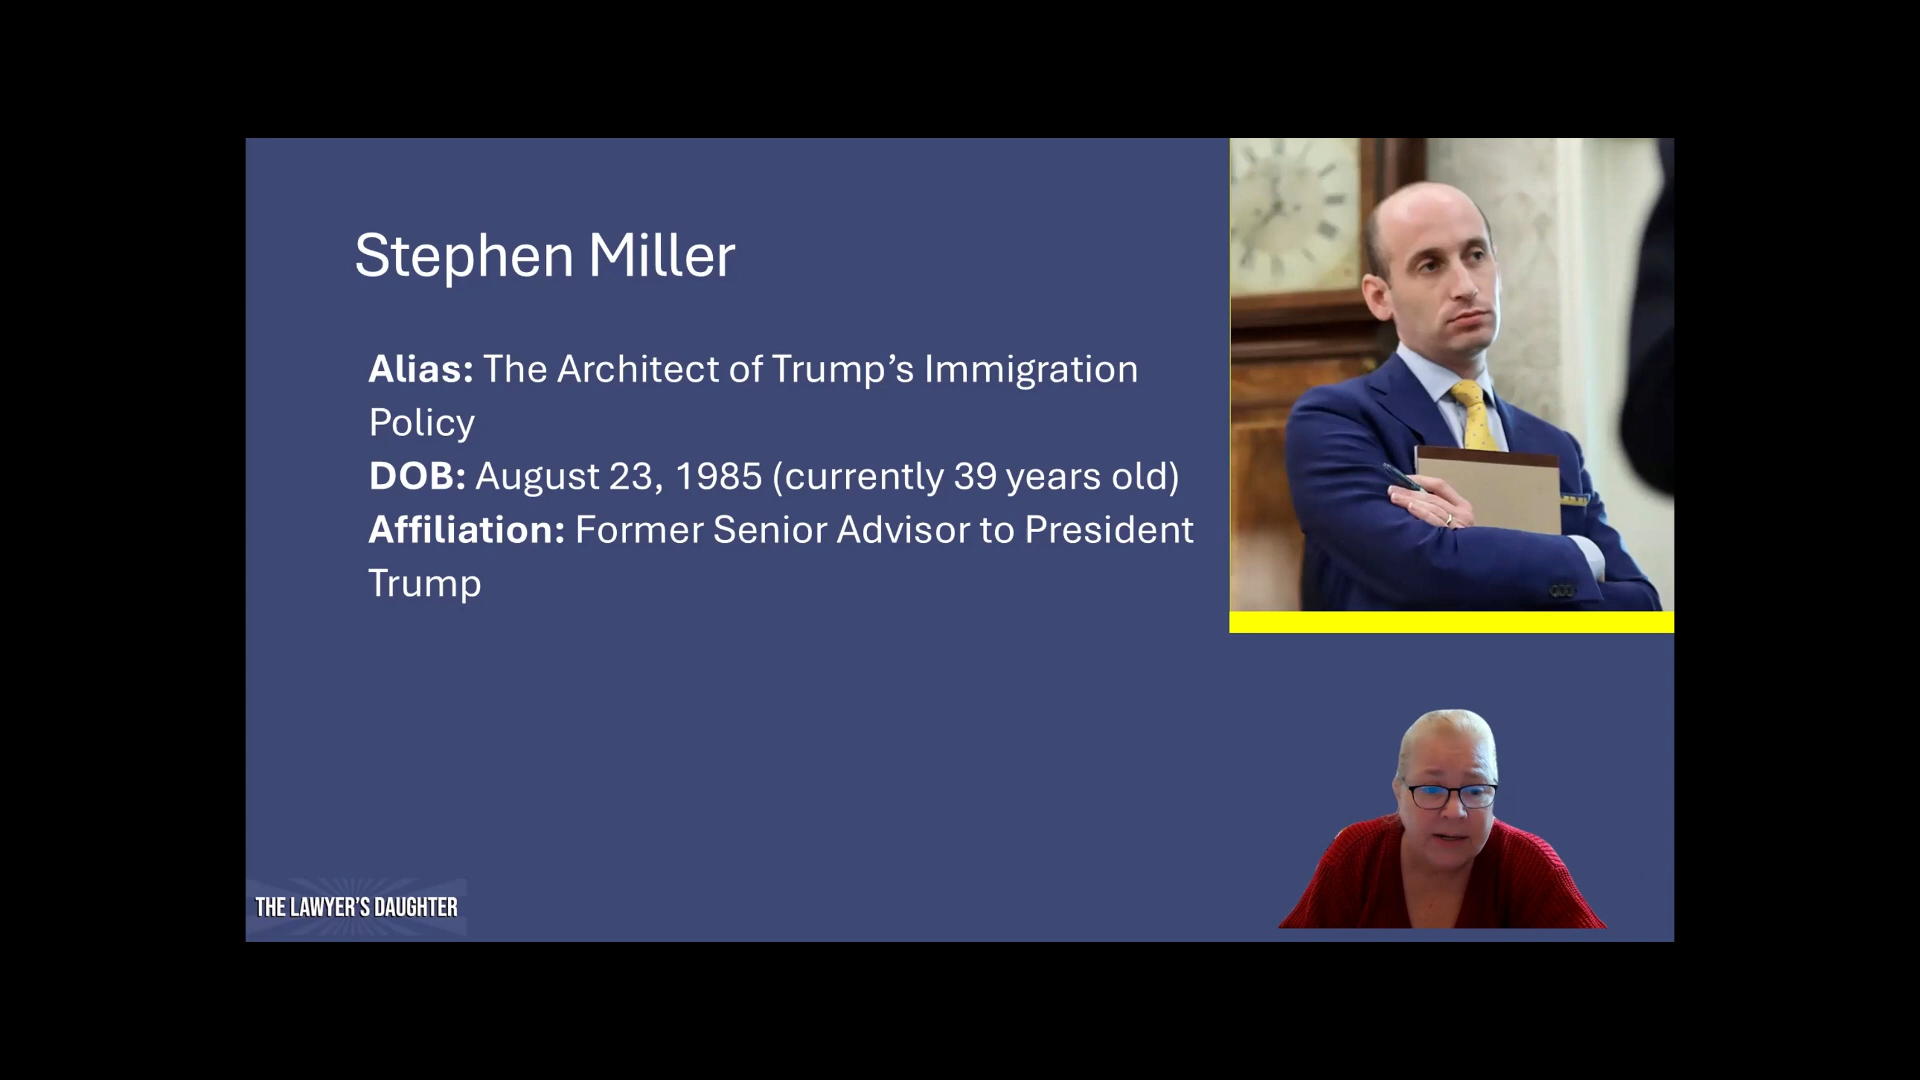 Stephen Miller
Alias: The Architect of Trump’s Immigration
Policy
DOB: August 23, 1985 (currently 39 years old)
Affiliation: Former Senior Advisor to President
Trump
THE LAWYER'S DAUGHTER